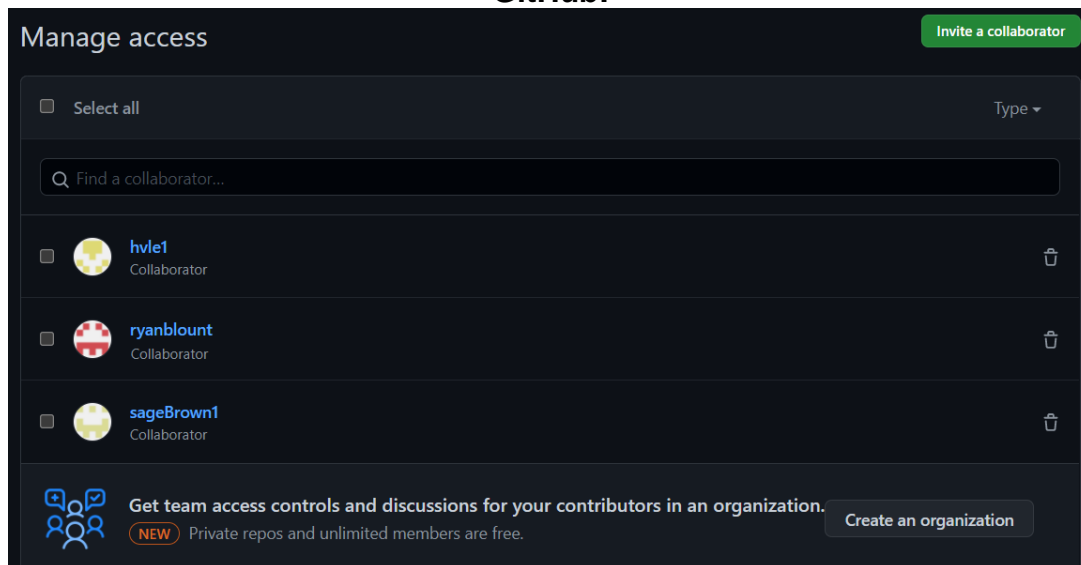 GitHub.
Manage access
Invite a collaborator
Select all
Type
Find a collaborator...
hvle1
Collaborator
ryanblount
Collaborator
sageBrown1
Collaborator
Get team access controls and discussions for your contributors in an organization.
NEW Private repos and unlimited members are free.
Create an organization